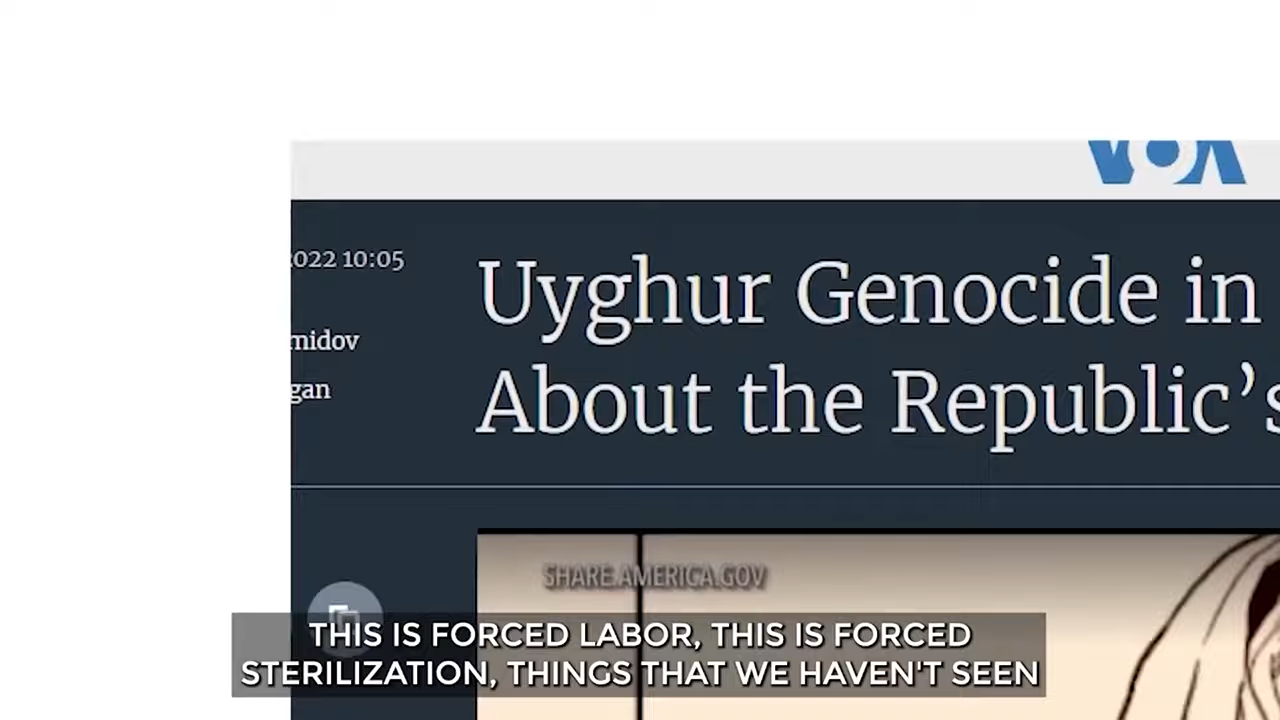 VOA
2022 10:05
Uyghur Genocide in
midov
About the Republic’s
gan
SHARE.AMERICA.GOV
THIS IS FORCED LABOR, THIS IS FORCED
STERILIZATION, THINGS THAT WE HAVEN'T SEEN